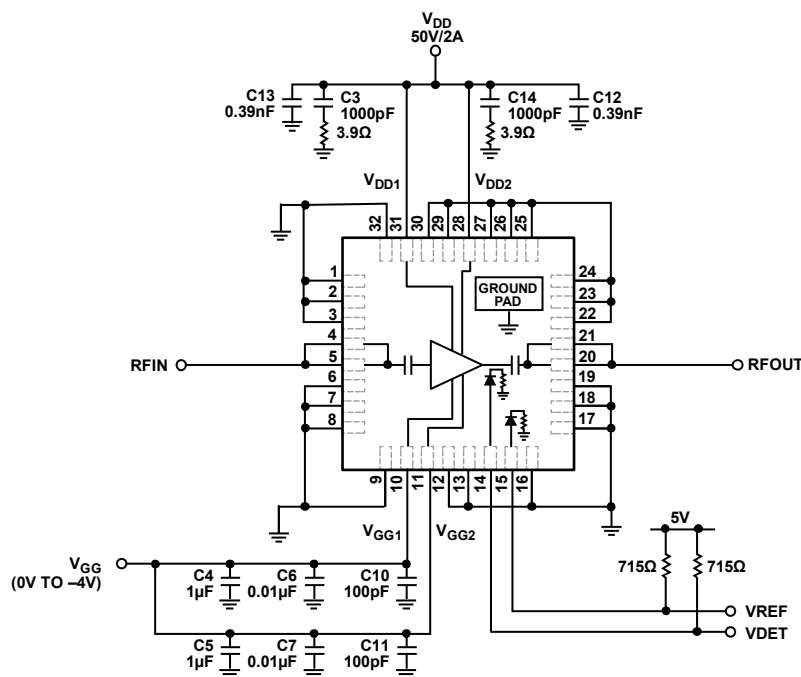 VDD
50V/2A
C13
0.39nF
C3
1000pF
3.9Ω
C14
1000pF
3.9Ω
C12
0.39nF
VDD1
VDD2
32
31
30
29
28
27
26
25
1
2
3
4
5
6
7
8
24
23
22
21
20
19
18
17
GROUND
PAD
RFIN
RFOUT
9
10
11
12
13
14
15
16
VGG1
VGG2
5V
715Ω
715Ω
VGG
(0V TO –4V)
C4
1µF
C6
0.01µF
C10
100pF
VREF
VDET
C5
1µF
C7
0.01µF
C11
100pF